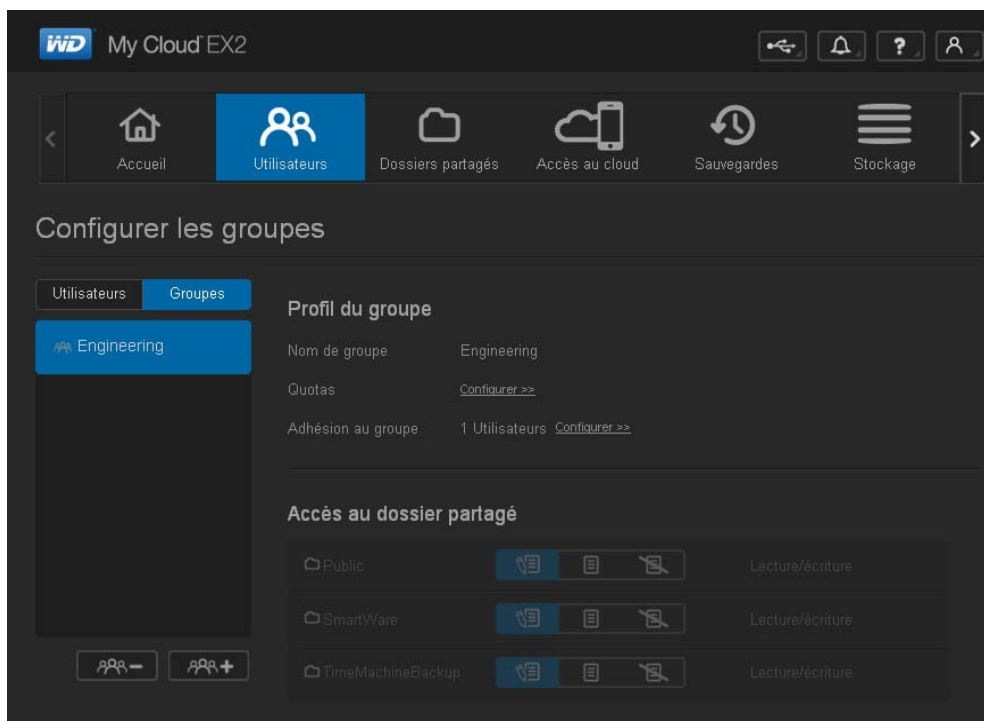 WD My Cloud EX2
?
Accueil
Utilisateurs
Dossiers partagés
Accès au cloud
Sauvegardes
Stockage
Configurer les groupes
Utilisateurs
Groupes
Engineering
Profil du groupe
Nom de groupe Engineering
Quotas Configurer >>
Adhésion au groupe 1 Utilisateurs Configurer >>
Accès au dossier partagé
Public Lecture/écriture
SmartWare Lecture/écriture
TimeMachineBackup Lecture/écriture